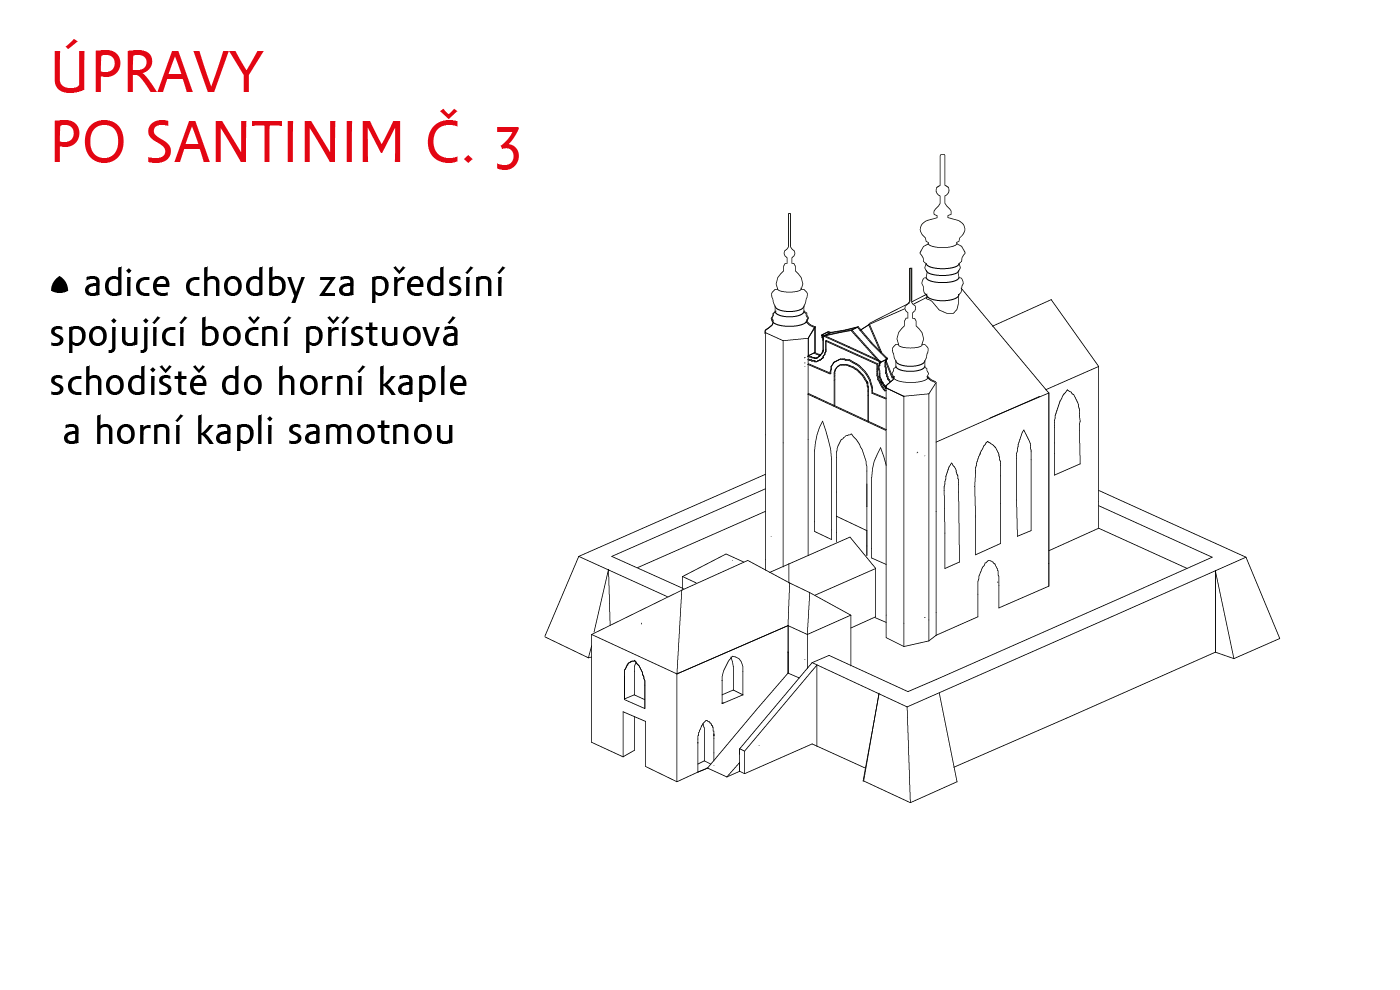 ÚPRAVY
PO SANTINIM Č. 3
adice chodby za předsíní
spojující boční přístuová
schodiště do horní kaple
a horní kapli samotnou